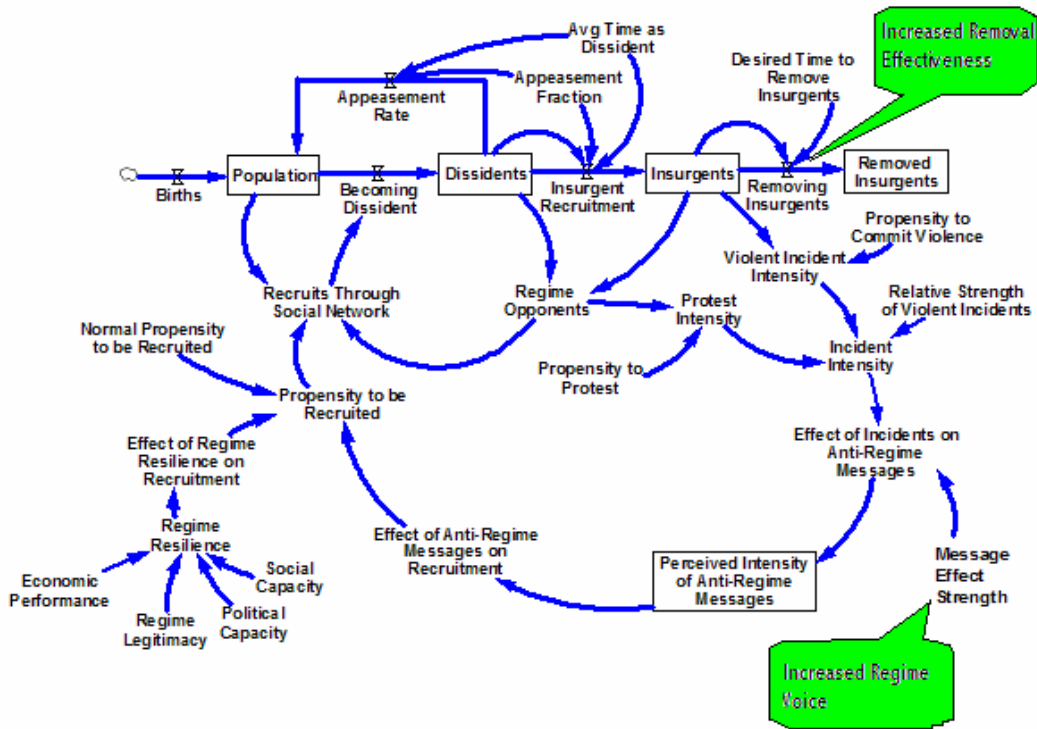 Avg Time as
Dissident
Increased Removal
Effectiveness
Desired Time to
Remove
Insurgents
Appeasement
Fraction
Appeasement
Rate
Births
Population
Becoming
Dissident
Dissidents
Insurgent
Recruitment
Insurgents
Removing
Insurgents
Removed
Insurgents
Propensity to
Commit Violence
Violent Incident
Intensity
Recruits Through
Social Network
Regime
Opponents
Protest
Intensity
Relative Strength
of Violent Incidents
Normal Propensity
to be Recruited
Incident
Intensity
Propensity to
Protest
Propensity to be
Recruited
Effect of Regime
Resilience on
Recruitment
Effect of Incidents on
Anti-Regime
Messages
Regime
Resilience
Effect of Anti-Regime
Messages on
Recruitment
Perceived Intensity
of Anti-Regime
Messages
Message
Effect
Strength
Economic
Performance
Social
Capacity
Regime
Legitimacy
Political
Capacity
Increased Regime
Voice